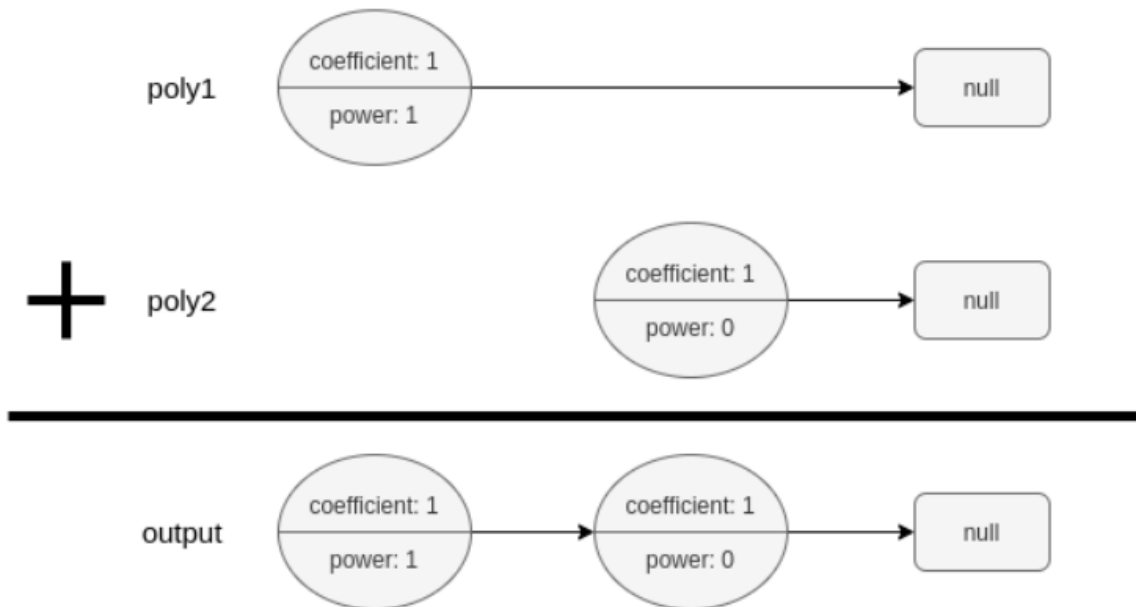 poly1
coefficient: 1
power: 1
null
poly2
coefficient: 1
power: 0
null
output
coefficient: 1
power: 1
coefficient: 1
power: 0
null